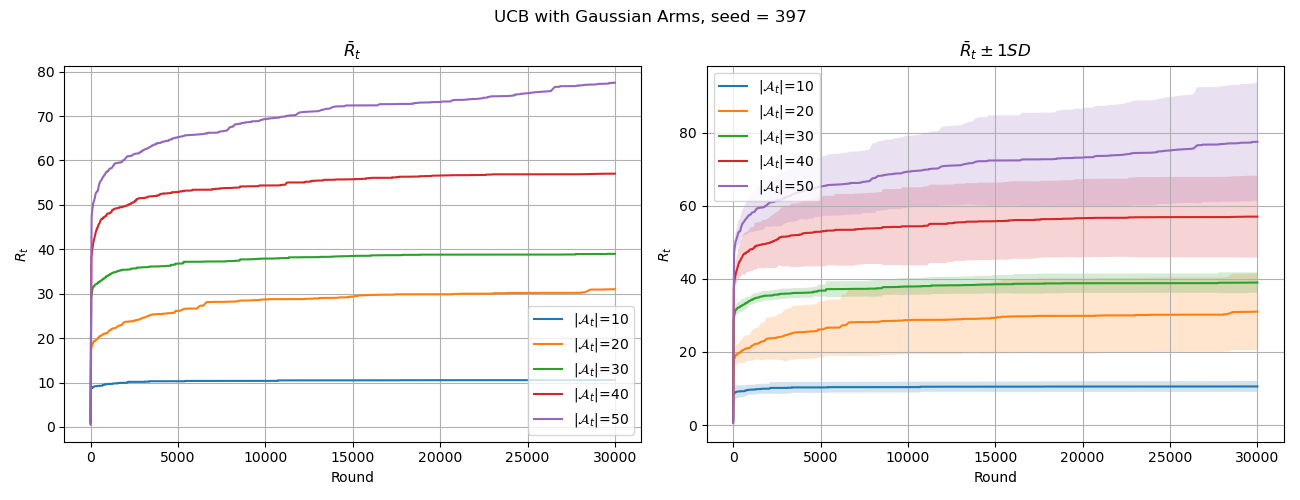 UCB with Gaussian Arms, seed = 397
R̄ₜ
80
70
60
50
40
30
20
10
0
Rₜ
0 5000 10000 15000 20000 25000 30000
Round
|𝒜ₜ|=10
|𝒜ₜ|=20
|𝒜ₜ|=30
|𝒜ₜ|=40
|𝒜ₜ|=50
R̄ₜ ± 1SD
80
60
40
20
0
Rₜ
0 5000 10000 15000 20000 25000 30000
Round
|𝒜ₜ|=10
|𝒜ₜ|=20
|𝒜ₜ|=30
|𝒜ₜ|=40
|𝒜ₜ|=50